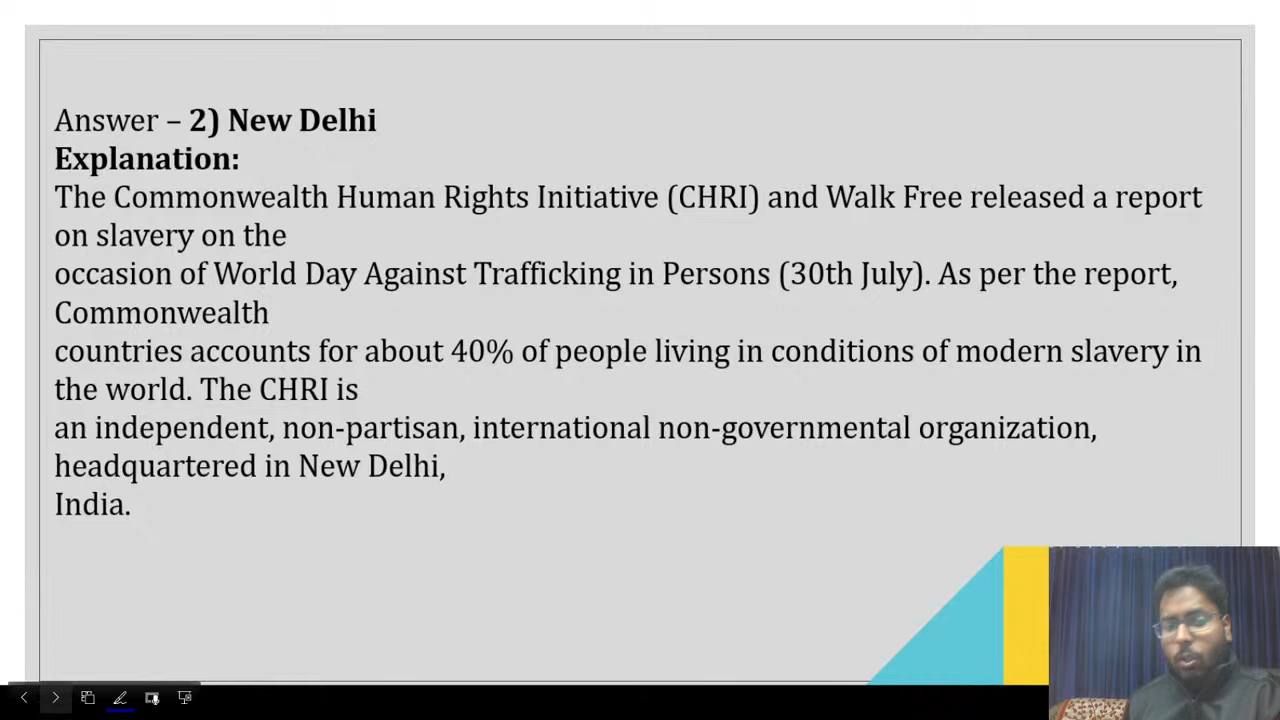 Answer – 2) New Delhi
Explanation:
The Commonwealth Human Rights Initiative (CHRI) and Walk Free released a report
on slavery on the
occasion of World Day Against Trafficking in Persons (30th July). As per the report,
Commonwealth
countries accounts for about 40% of people living in conditions of modern slavery in
the world. The CHRI is
an independent, non-partisan, international non-governmental organization,
headquartered in New Delhi,
India.